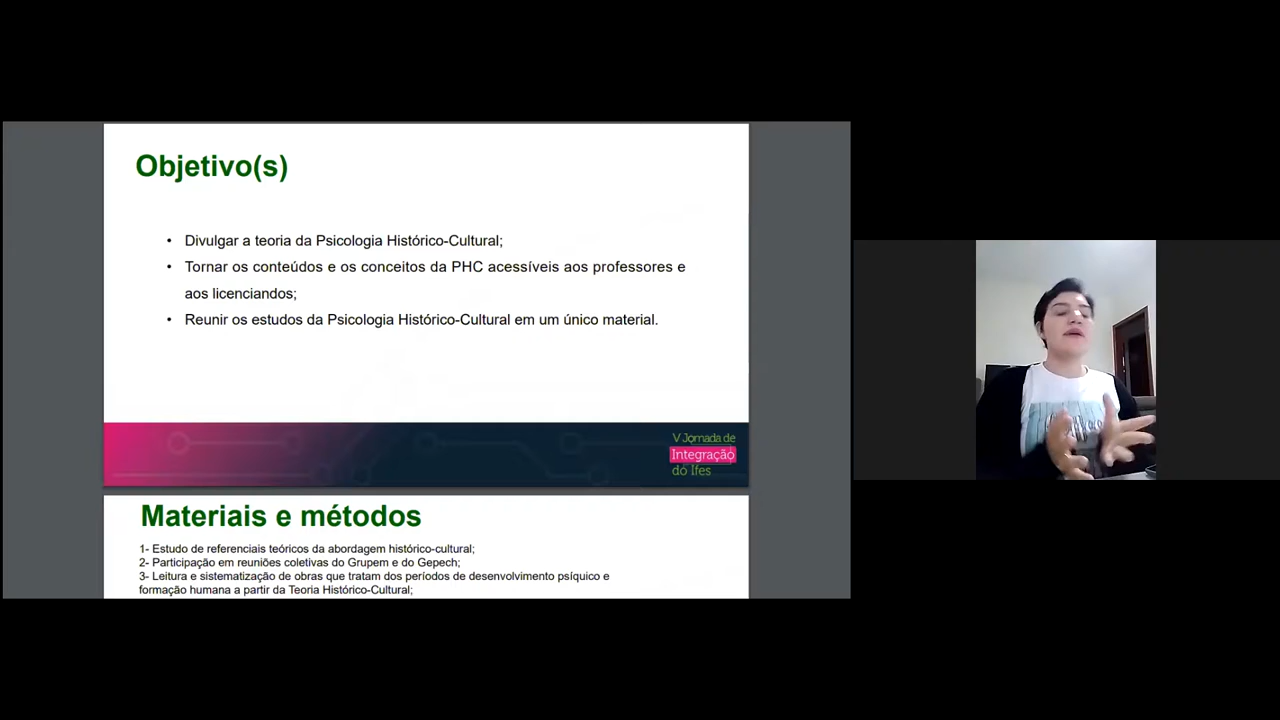 Objetivo(s)
• Divulgar a teoria da Psicologia Histórico-Cultural;
• Tornar os conteúdos e os conceitos da PHC acessíveis aos professores e
aos licenciandos;
• Reunir os estudos da Psicologia Histórico-Cultural em um único material.
V Jornada de
Integração
do Ifes
Materiais e métodos
1- Estudo de referenciais teóricos da abordagem histórico-cultural;
2- Participação em reuniões coletivas do Grupem e do Gepech;
3- Leitura e sistematização de obras que tratam dos períodos de desenvolvimento psíquico e
formação humana a partir da Teoria Histórico-Cultural;